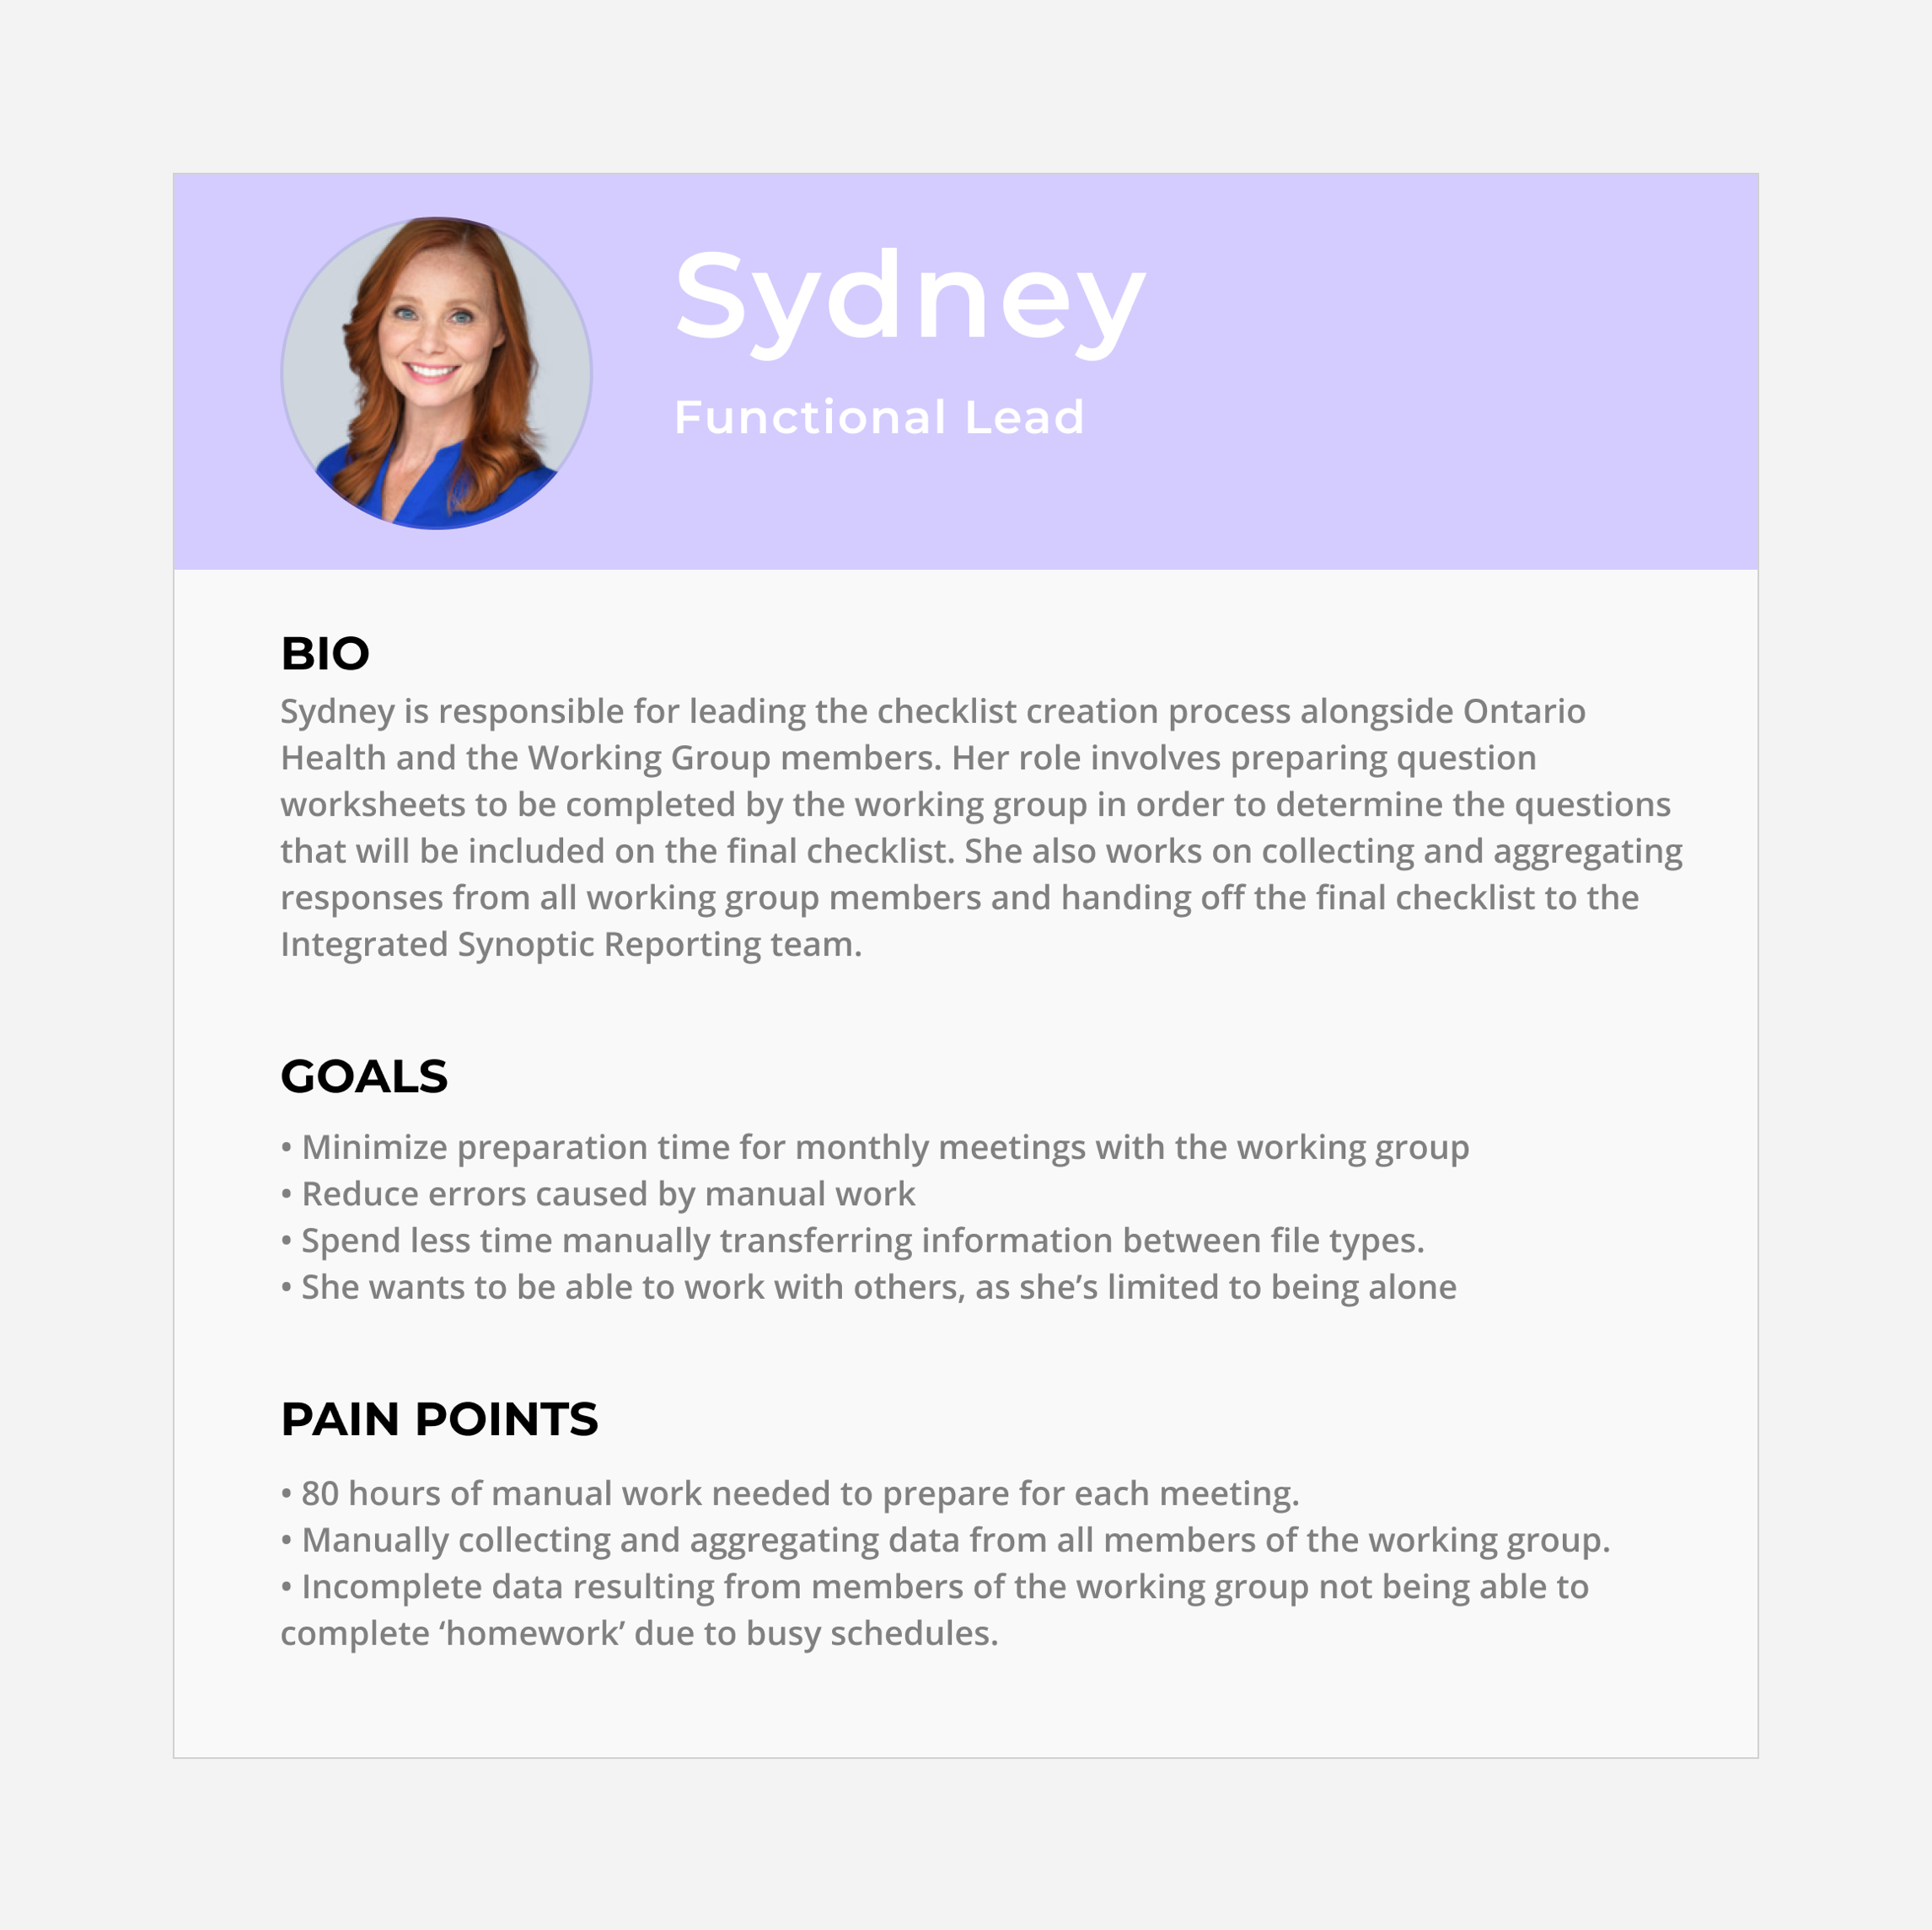 Sydney
Functional Lead
BIO
Sydney is responsible for leading the checklist creation process alongside Ontario
Health and the Working Group members. Her role involves preparing question
worksheets to be completed by the working group in order to determine the questions
that will be included on the final checklist. She also works on collecting and aggregating
responses from all working group members and handing off the final checklist to the
Integrated Synoptic Reporting team.
GOALS
• Minimize preparation time for monthly meetings with the working group
• Reduce errors caused by manual work
• Spend less time manually transferring information between file types.
• She wants to be able to work with others, as she’s limited to being alone
PAIN POINTS
• 80 hours of manual work needed to prepare for each meeting.
• Manually collecting and aggregating data from all members of the working group.
• Incomplete data resulting from members of the working group not being able to
complete ‘homework’ due to busy schedules.